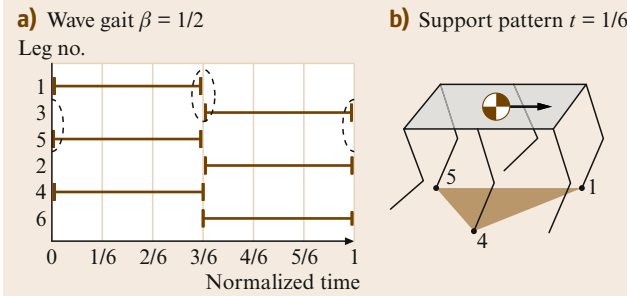 a) Wave gait β = 1/2
Leg no.
1
3
5
2
4
6
0 1/6 2/6 3/6 4/6 5/6 1
Normalized time
b) Support pattern t = 1/6
5
1
4